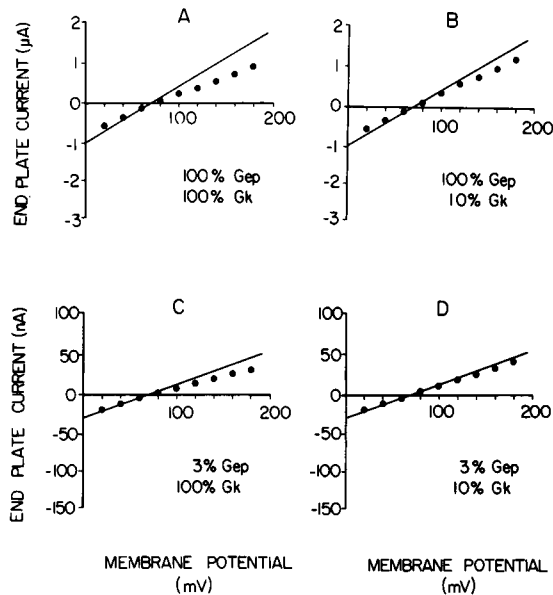 A
B
END PLATE CURRENT (μA)
2
1
0
-1
-2
-3
100
200
100% Gep
100% Gk
2
1
0
-1
-2
-3
100
200
100% Gep
10% Gk
C
D
END PLATE CURRENT (nA)
100
50
0
-50
-100
-150
100
200
3% Gep
100% Gk
100
50
0
-50
-100
-150
100
200
3% Gep
10% Gk
MEMBRANE POTENTIAL
(mV)
MEMBRANE POTENTIAL
(mV)